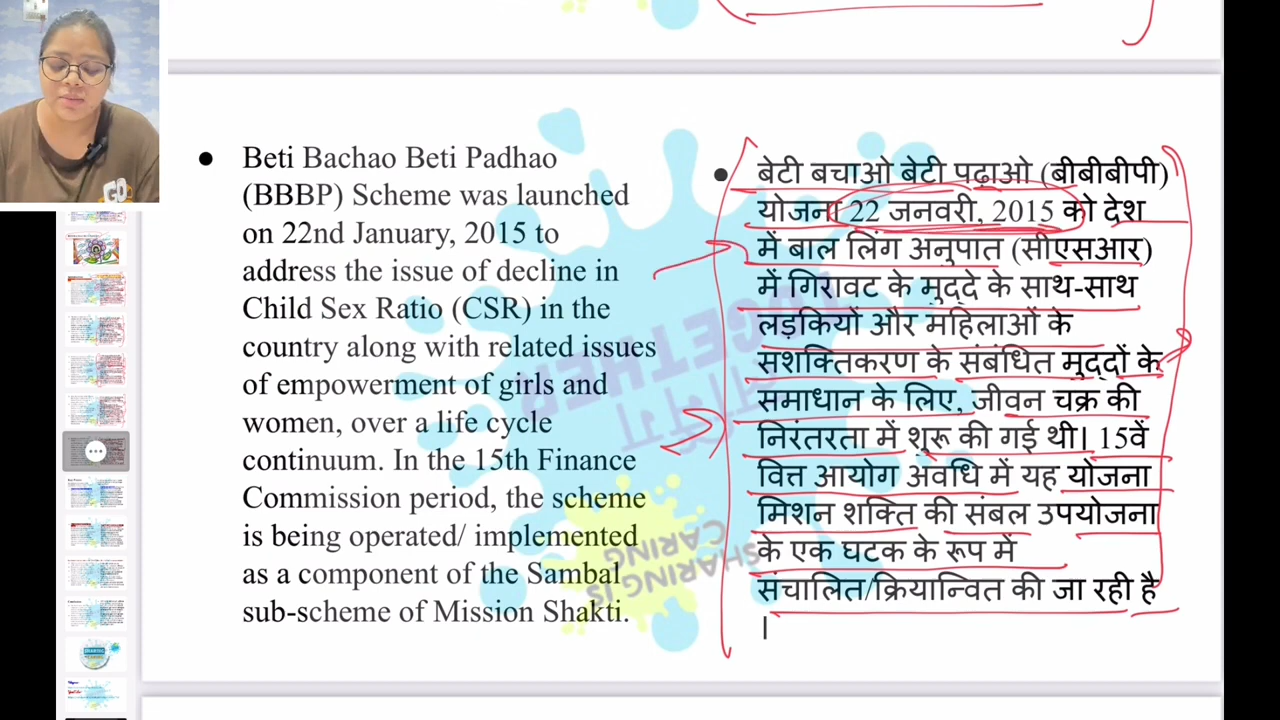 Beti Bachao Beti Padhao
(BBBP) Scheme was launched
on 22nd January, 2015 to
address the issue of decline in
Child Sex Ratio (CSR) in the
country along with related issues
of empowerment of girls and
women, over a life cycle
continuum. In the 15th Finance
Commission period, the scheme
is being operated/ implemented
as a component of the Sambal
sub-scheme of Mission Shakti.
बेटी बचाओ बेटी पढ़ाओ (बीबीबीपी)
योजना 22 जनवरी, 2015 को देश
में बाल लिंग अनुपात (सीएसआर)
में गिरावट के मुद्दे के साथ-साथ
लड़कियों और महिलाओं के
सशक्तिकरण के संबंधित मुद्दों के
समाधान के लिए, जीवन चक्र की
निरंतरता में शुरू की गई थी। 15वें
वित्त आयोग अवधि में यह योजना
मिशन शक्ति की संबल उपयोजना
के एक घटक के रूप में
संचालित/क्रियान्वित की जा रही है
।
SHARING IS
CARING